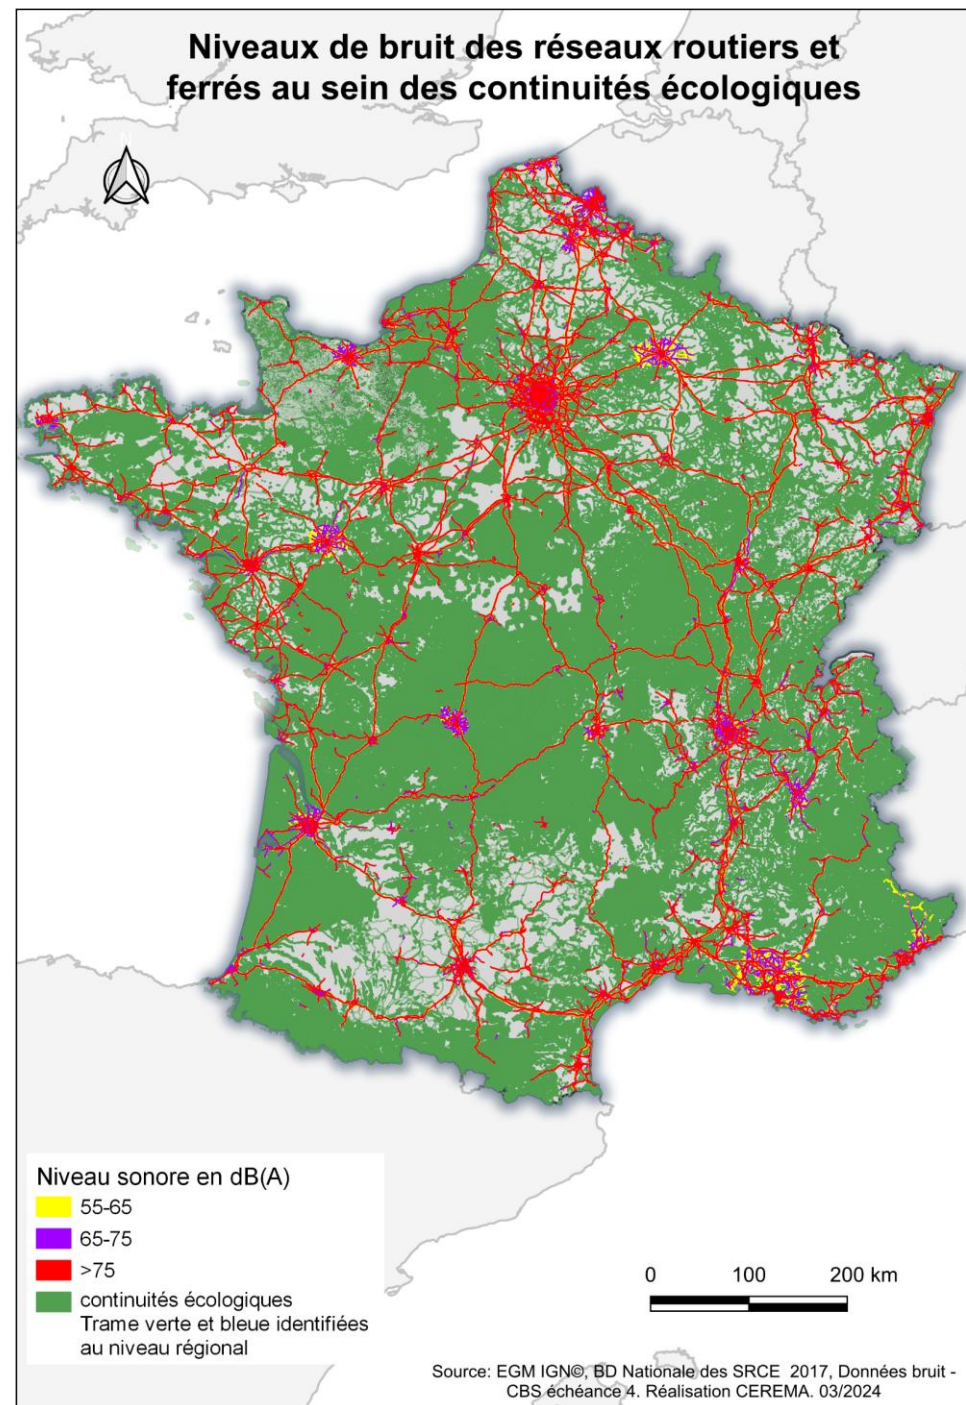 Niveaux de bruit des réseaux routiers et
ferrés au sein des continuités écologiques
N
Niveau sonore en dB(A)
55-65
65-75
>75
continuités écologiques
Trame verte et bleue identifiées
au niveau régional
0 100 200 km
Source: EGM IGN©, BD Nationale des SRCE 2017, Données bruit -
CBS échéance 4. Réalisation CEREMA. 03/2024